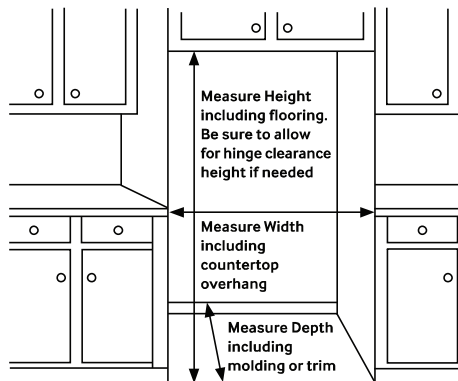 Measure Height
including flooring.
Be sure to allow
for hinge clearance
height if needed
Measure Width
including
countertop
overhang
Measure Depth
including
molding or trim